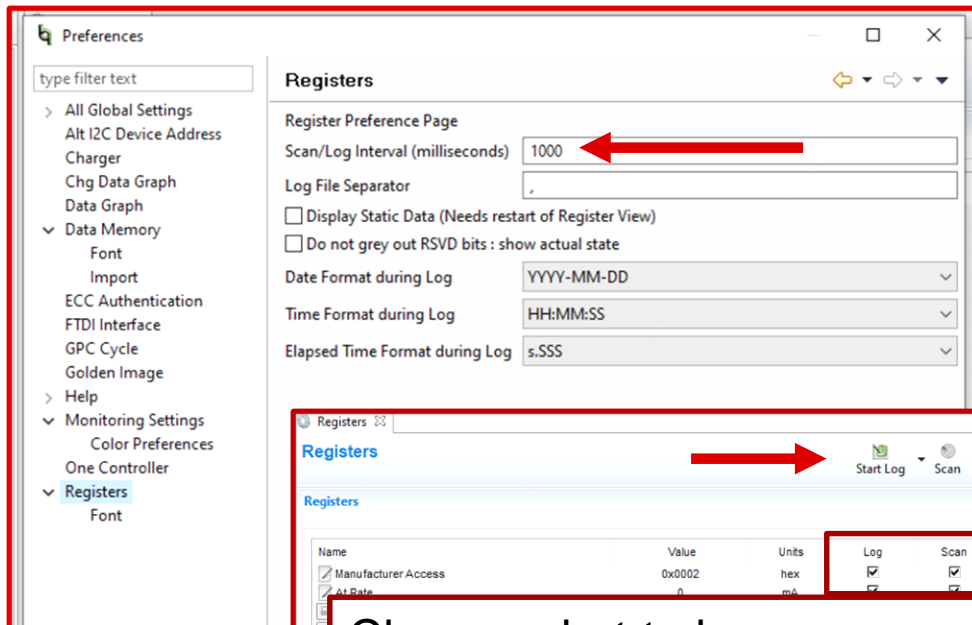 Preferences
type filter text
All Global Settings
Alt I2C Device Address
Charger
Chg Data Graph
Data Graph
Data Memory
Font
Import
ECC Authentication
FTDI Interface
GPC Cycle
Golden Image
Help
Monitoring Settings
Color Preferences
One Controller
Registers
Font
Registers
Register Preference Page
Scan/Log Interval (milliseconds) 1000
Log File Separator ,
Display Static Data (Needs restart of Register View)
Do not grey out RSVD bits : show actual state
Date Format during Log YYYY-MM-DD
Time Format during Log HH:MM:SS
Elapsed Time Format during Log s.SSS
Registers
Registers
Start Log Scan
Registers
Name Value Units Log Scan
Manufacturer Access 0x0002 hex
At Rate 0 mA